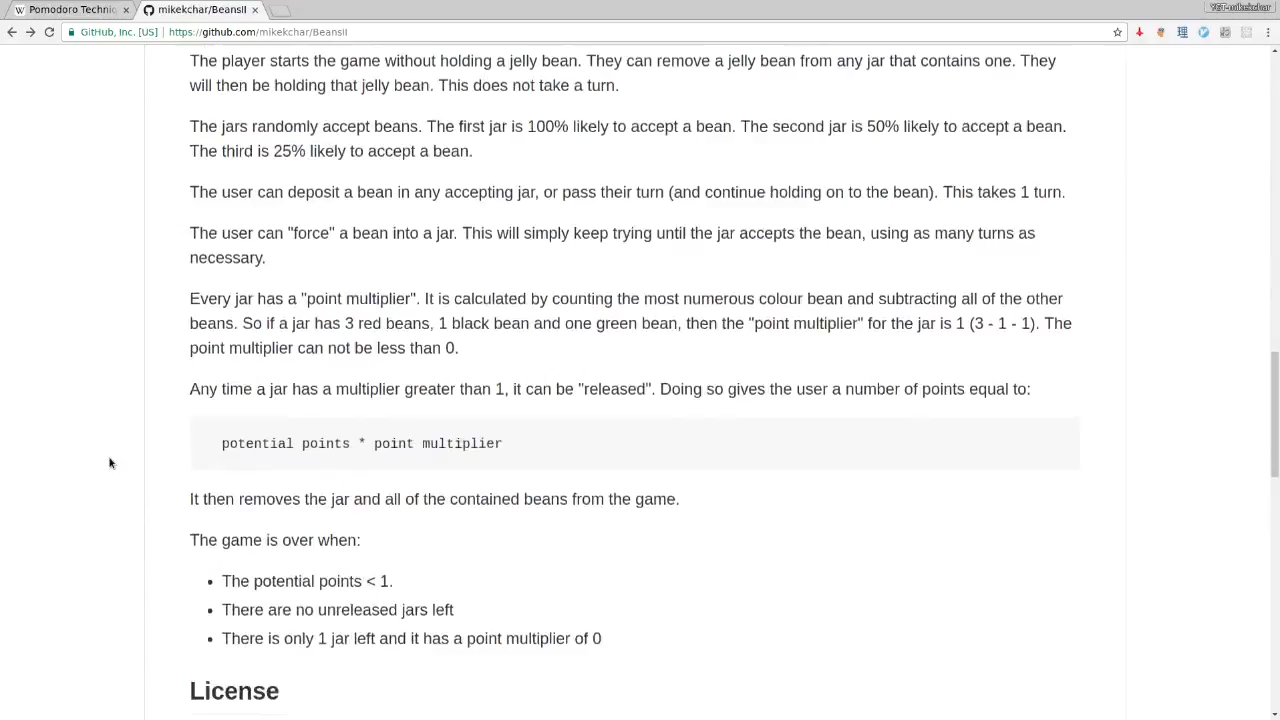 Pomodoro Techniq
mikekchar/BeansII
YGT-mikekchar
GitHub, Inc. [US]
https://github.com/mikekchar/BeansII
The player starts the game without holding a jelly bean. They can remove a jelly bean from any jar that contains one. They
will then be holding that jelly bean. This does not take a turn.
The jars randomly accept beans. The first jar is 100% likely to accept a bean. The second jar is 50% likely to accept a bean.
The third is 25% likely to accept a bean.
The user can deposit a bean in any accepting jar, or pass their turn (and continue holding on to the bean). This takes 1 turn.
The user can "force" a bean into a jar. This will simply keep trying until the jar accepts the bean, using as many turns as
necessary.
Every jar has a "point multiplier". It is calculated by counting the most numerous colour bean and subtracting all of the other
beans. So if a jar has 3 red beans, 1 black bean and one green bean, then the "point multiplier" for the jar is 1 (3 - 1 - 1). The
point multiplier can not be less than 0.
Any time a jar has a multiplier greater than 1, it can be "released". Doing so gives the user a number of points equal to:
potential points * point multiplier
It then removes the jar and all of the contained beans from the game.
The game is over when:
• The potential points < 1.
• There are no unreleased jars left
• There is only 1 jar left and it has a point multiplier of 0
License